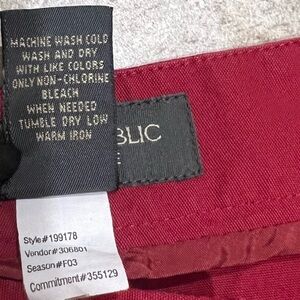 MACHINE WASH COLD
WASH AND DRY
WITH LIKE COLORS
ONLY NON-CHLORINE
BLEACH
WHEN NEEDED
TUMBLE DRY LOW
WARM IRON
BLIC
Style#199178
Vendor#306801
Season#F03
Commitment#355129